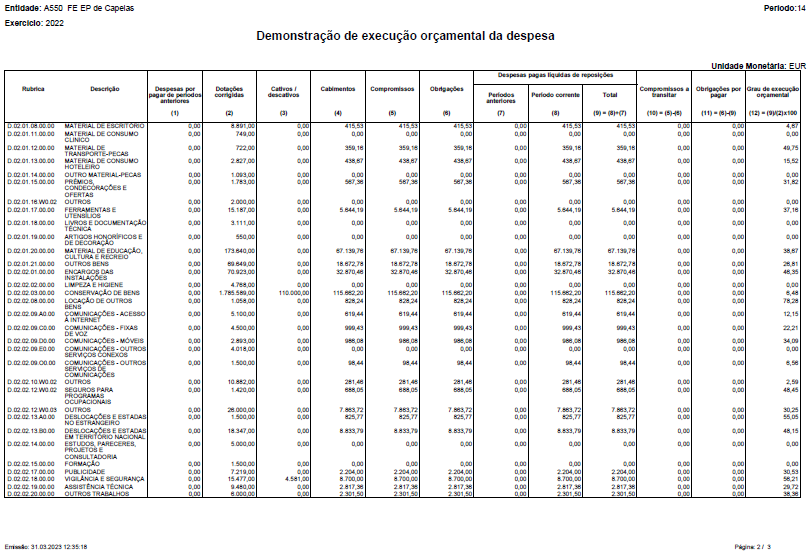 Entidade: A550 FE EP de Capelas
Periodo:14
Exercício: 2022
Demonstração de execução orçamental da despesa
Unidade Monetária: EUR
Rubrica Descrição Despesas por pagar de períodos anteriores Dotações corrigidas Cativos / descativos Cabimentos Compromissos Obrigações Despesas pagas líquidas de reposições Compromissos a transitar Obrigações por pagar Grau de execução orçamental
Períodos anteriores Período corrente Total
(1) (2) (3) (4) (5) (6) (7) (8) (9) = (8)+(7) (10) = (5)-(6) (11) = (6)-(9) (12) = (9)/(2)x100
D.02.01.08.00.00 MATERIAL DE ESCRITÓRIO 0,00 8.891,00 0,00 415,53 415,53 415,53 0,00 415,53 415,53 0,00 0,00 4,67
D.02.01.11.00.00 MATERIAL DE CONSUMO CLINICO 0,00 749,00 0,00 0,00 0,00 0,00 0,00 0,00 0,00 0,00 0,00 0,00
D.02.01.12.00.00 MATERIAL DE TRANSPORTE-PECAS 0,00 722,00 0,00 359,16 359,16 359,16 0,00 359,16 359,16 0,00 0,00 49,75
D.02.01.13.00.00 MATERIAL DE CONSUMO HOTELEIRO 0,00 2.827,00 0,00 438,67 438,67 438,67 0,00 438,67 438,67 0,00 0,00 15,52
D.02.01.14.00.00 OUTRO MATERIAL-PECAS 0,00 1.093,00 0,00 0,00 0,00 0,00 0,00 0,00 0,00 0,00 0,00 0,00
D.02.01.15.00.00 PRÉMIOS, CONDECORAÇÕES E OFERTAS 0,00 1.783,00 0,00 567,36 567,36 567,36 0,00 567,36 567,36 0,00 0,00 31,82
D.02.01.16.W0.02 OUTROS 0,00 2.000,00 0,00 0,00 0,00 0,00 0,00 0,00 0,00 0,00 0,00 0,00
D.02.01.17.00.00 FERRAMENTAS E UTENSÍLIOS 0,00 15.187,00 0,00 5.644,19 5.644,19 5.644,19 0,00 5.644,19 5.644,19 0,00 0,00 37,16
D.02.01.18.00.00 LIVROS E DOCUMENTAÇÃO TÉCNICA 0,00 3.111,00 0,00 0,00 0,00 0,00 0,00 0,00 0,00 0,00 0,00 0,00
D.02.01.19.00.00 ARTIGOS HONORÍFICOS E DE DECORAÇÃO 0,00 550,00 0,00 0,00 0,00 0,00 0,00 0,00 0,00 0,00 0,00 0,00
D.02.01.20.00.00 MATERIAL DE EDUCAÇÃO, CULTURA E RECREIO 0,00 173.640,00 0,00 67.139,76 67.139,76 67.139,76 0,00 67.139,76 67.139,76 0,00 0,00 38,67
D.02.01.21.00.00 OUTROS BENS 0,00 69.649,00 0,00 18.672,78 18.672,78 18.672,78 0,00 18.672,78 18.672,78 0,00 0,00 26,81
D.02.02.01.00.00 ENCARGOS DAS INSTALAÇÕES 0,00 70.923,00 0,00 32.870,46 32.870,46 32.870,46 0,00 32.870,46 32.870,46 0,00 0,00 46,35
D.02.02.02.00.00 LIMPEZA E HIGIENE 0,00 4.768,00 0,00 0,00 0,00 0,00 0,00 0,00 0,00 0,00 0,00 0,00
D.02.02.03.00.00 CONSERVAÇÃO DE BENS 0,00 1.785.589,00 110.000,00 115.662,20 115.662,20 115.662,20 0,00 115.662,20 115.662,20 0,00 0,00 6,48
D.02.02.08.00.00 LOCAÇÃO DE OUTROS BENS 0,00 1.058,00 0,00 828,24 828,24 828,24 0,00 828,24 828,24 0,00 0,00 78,28
D.02.02.09.A0.00 COMUNICAÇÕES - ACESSO À INTERNET 0,00 5.100,00 0,00 619,44 619,44 619,44 0,00 619,44 619,44 0,00 0,00 12,15
D.02.02.09.C0.00 COMUNICAÇÕES - FIXAS DE VOZ 0,00 4.500,00 0,00 999,43 999,43 999,43 0,00 999,43 999,43 0,00 0,00 22,21
D.02.02.09.D0.00 COMUNICAÇÕES - MÓVEIS 0,00 2.893,00 0,00 986,08 986,08 986,08 0,00 986,08 986,08 0,00 0,00 34,09
D.02.02.09.E0.00 COMUNICAÇÕES - OUTROS SERVIÇOS CONEXOS 0,00 4.018,00 0,00 0,00 0,00 0,00 0,00 0,00 0,00 0,00 0,00 0,00
D.02.02.09.O0.00 COMUNICAÇÕES - OUTROS SERVIÇOS DE COMUNICAÇÕES 0,00 1.500,00 0,00 98,44 98,44 98,44 0,00 98,44 98,44 0,00 0,00 6,56
D.02.02.10.W0.02 OUTROS 0,00 10.882,00 0,00 281,46 281,46 281,46 0,00 281,46 281,46 0,00 0,00 2,59
D.02.02.12.W0.02 SEGUROS PARA PROGRAMAS OCUPACIONAIS 0,00 1.420,00 0,00 688,05 688,05 688,05 0,00 688,05 688,05 0,00 0,00 48,45
D.02.02.12.W0.03 OUTROS 0,00 26.000,00 0,00 7.863,72 7.863,72 7.863,72 0,00 7.863,72 7.863,72 0,00 0,00 30,25
D.02.02.13.A0.00 DESLOCAÇÕES E ESTADAS NO ESTRANGEIRO 0,00 1.500,00 0,00 825,77 825,77 825,77 0,00 825,77 825,77 0,00 0,00 55,05
D.02.02.13.B0.00 DESLOCAÇÕES E ESTADAS EM TERRITÓRIO NACIONAL 0,00 18.347,00 0,00 8.833,79 8.833,79 8.833,79 0,00 8.833,79 8.833,79 0,00 0,00 48,15
D.02.02.14.00.00 ESTUDOS, PARECERES, PROJETOS E CONSULTADORIA 0,00 5.000,00 0,00 0,00 0,00 0,00 0,00 0,00 0,00 0,00 0,00 0,00
D.02.02.15.00.00 FORMAÇÃO 0,00 1.500,00 0,00 0,00 0,00 0,00 0,00 0,00 0,00 0,00 0,00 0,00
D.02.02.17.00.00 PUBLICIDADE 0,00 7.219,00 0,00 2.204,00 2.204,00 2.204,00 0,00 2.204,00 2.204,00 0,00 0,00 30,53
D.02.02.18.00.00 VIGILÂNCIA E SEGURANÇA 0,00 15.477,00 4.581,00 8.700,00 8.700,00 8.700,00 0,00 8.700,00 8.700,00 0,00 0,00 56,21
D.02.02.19.00.00 ASSISTÊNCIA TÉCNICA 0,00 9.480,00 0,00 2.817,36 2.817,36 2.817,36 0,00 2.817,36 2.817,36 0,00 0,00 29,72
D.02.02.20.00.00 OUTROS TRABALHOS 0,00 6.000,00 0,00 2.301,50 2.301,50 2.301,50 0,00 2.301,50 2.301,50 0,00 0,00 38,36
Emissão: 31.03.2023 12:35:18
Página: 2 / 3